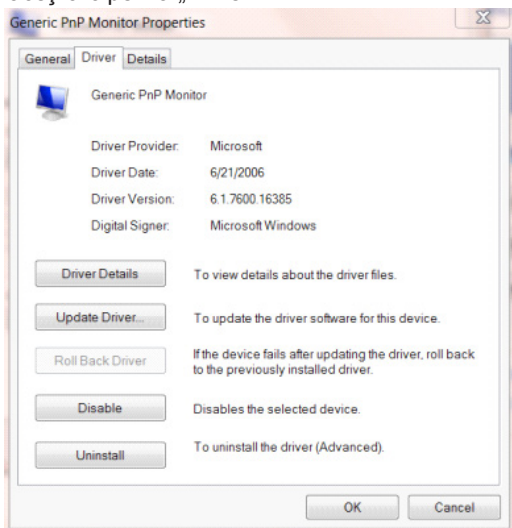 Generic PnP Monitor Properties
General Driver Details
Generic PnP Monitor
Driver Provider: Microsoft
Driver Date: 6/21/2006
Driver Version: 6.1.7600.16385
Digital Signer: Microsoft Windows
Driver Details To view details about the driver files.
Update Driver... To update the driver software for this device.
Roll Back Driver If the device fails after updating the driver, roll back
to the previously installed driver.
Disable Disables the selected device.
Uninstall To uninstall the driver (Advanced).
OK Cancel